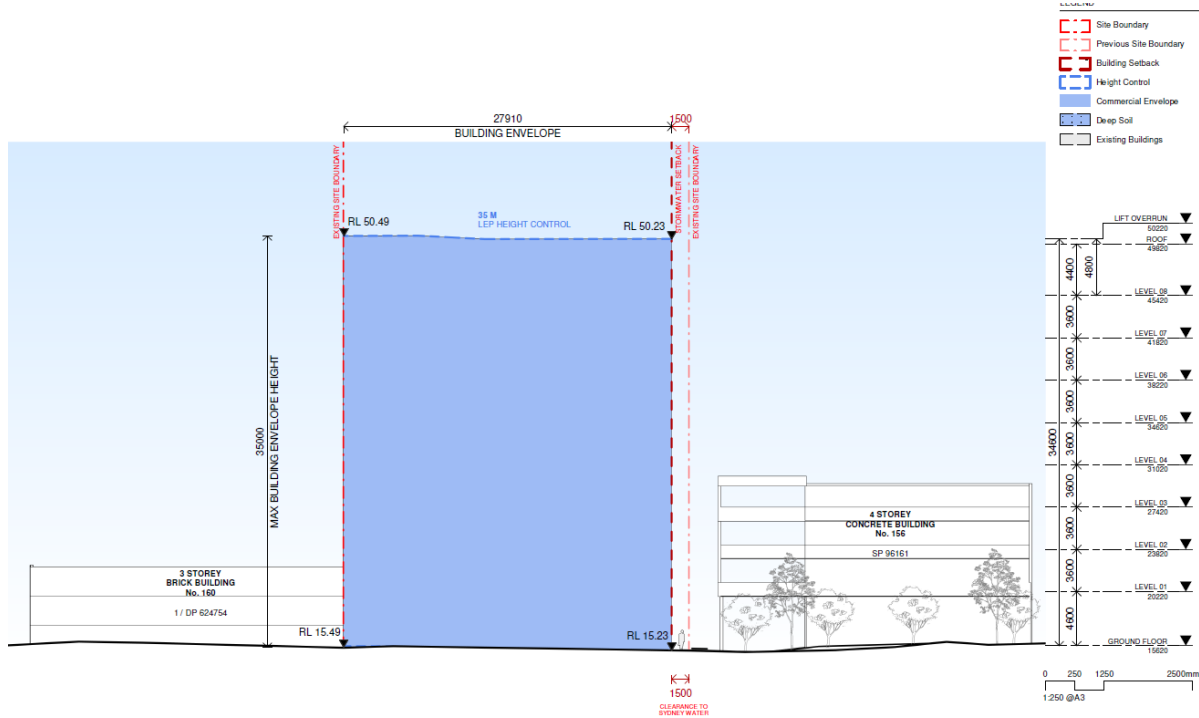 LEGEND
Site Boundary
Previous Site Boundary
Building Setback
Height Control
Commercial Envelope
Deep Soil
Existing Buildings
27910
1500
BUILDING ENVELOPE
EXISTING SITE BOUNDARY
STORMWATER SETBACK
EXISTING SITE BOUNDARY
RL 50.49
35 M
LEP HEIGHT CONTROL
RL 50.23
35000
MAX BUILDING ENVELOPE HEIGHT
3 STOREY
BRICK BUILDING
No. 160
1 / DP 624754
RL 15.49
RL 15.23
1500
CLEARANCE TO
SYDNEY WATER
4 STOREY
CONCRETE BUILDING
No. 156
SP 96161
34600
4400
4800
3600
3600
3600
3600
3600
3600
3600
4600
LIFT OVERRUN
50220
ROOF
49820
LEVEL 08
45420
LEVEL 07
41820
LEVEL 06
38220
LEVEL 05
34620
LEVEL 04
31020
LEVEL 03
27420
LEVEL 02
23820
LEVEL 01
20220
GROUND FLOOR
15620
0 250 1250 2500mm
1:250 @A3